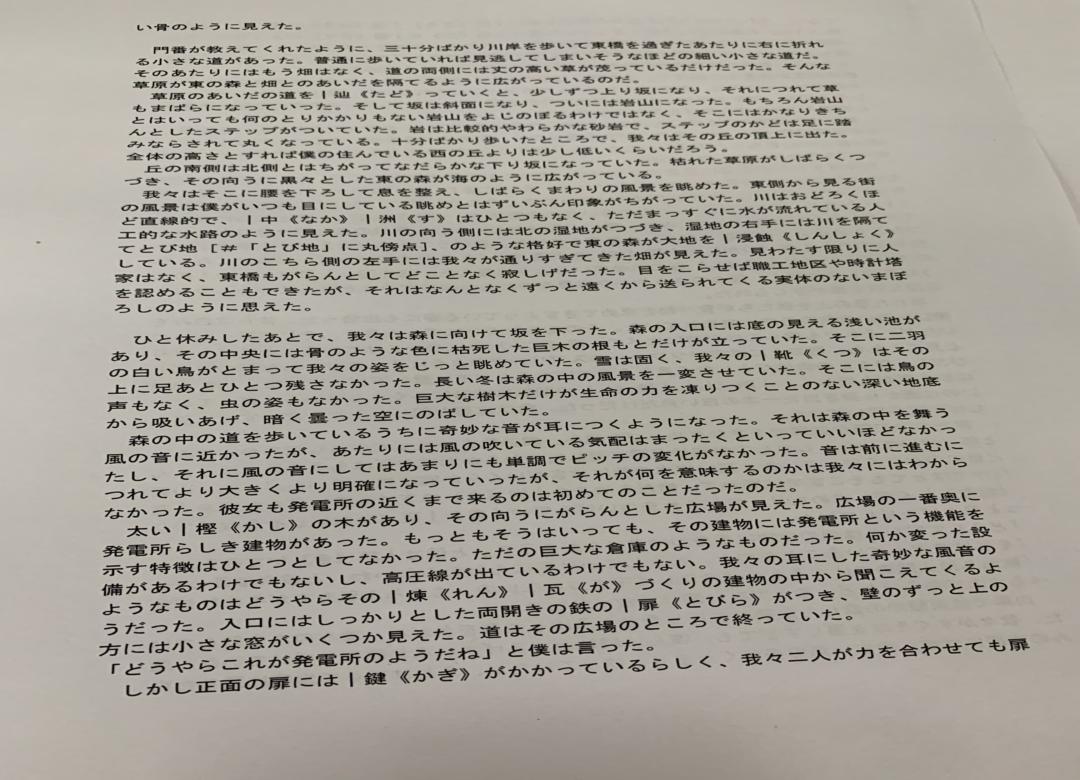 い骨のように見えた。
門番が教えてくれたように、三十分ばかり川岸を歩いて東橋を過ぎたあたりに右に折れ
る小さな道があった。普通に歩いていれば見逃してしまいそうなほどの細い小さな道だ。
そのあたりにはもう畑はなく、道の両側には丈の高い草が茂っているだけだった。そんな
草原が東の森と畑とのあいだを隔てるように広がっているのだ。
草原のあいだの道を|辿《たど》っていくと、少しずつ上り坂になり、それにつれて草
もまばらになっていった。そして坂は斜面になり、ついには岩山になった。もちろん岩山
とはいっても何のとりかかりもない岩山をよじのぼるわけではなく、そこにはかなりきち
んとしたステップがついていた。岩は比較的やわらかな砂岩で、ステップのかどは足に踏
みならされて丸くなっている。十分ばかり歩いたところで、我々はその丘の頂上に出た。
全体の高さとすれば僕の住んでいる西の丘よりは少し低いくらいだろう。
丘の南側は北側とはちがってなだらかな下り坂になっていた。枯れた草原がしばらくつ
づき、その向うに黒々とした東の森が海のように広がっている。
我々はそこに腰を下ろして息を整え、しばらくまわりの風景を眺めた。東側から見る街
の風景は僕がいつも目にしている眺めとはずいぶん印象がちがっていた。川はおどろくほ
ど直線的で、|中《なか》|洲《す》はひとつもなく、ただまっすぐに水が流れている人
工的な水路のように見えた。川の向う側には北の湿地がつづき、湿地の右手には川を隔て
てとび地[#「とび地」に丸傍点]、のような格好で東の森が大地を|浸蝕《しんしょく》
している。川のこちら側の左手には我々が通りすぎてきた畑が見えた。見わたす限りに人
家はなく、東橋もがらんとしてどことなく寂しげだった。目をこらせば職工地区や時計塔
を認めることもできたが、それはなんとなくずっと遠くから送られてくる実体のないまぼ
ろしのように思えた。
ひと休みしたあとで、我々は森に向けて坂を下った。森の入口には底の見える浅い池が
あり、その中央には骨のような色に枯死した巨木の根もとだけが立っていた。そこに二羽
の白い鳥がとまって我々の姿をじっと眺めていた。雪は固く、我々の|靴《くつ》はその
上に足あとひとつ残さなかった。長い冬は森の中の風景を一変させていた。そこには鳥の
声もなく、虫の姿もなかった。巨大な樹木だけが生命の力を凍りつくことのない深い地底
から吸いあげ、暗く曇った空にのばしていた。
森の中の道を歩いているうちに奇妙な音が耳につくようになった。それは森の中を舞う
風の音に近かったが、あたりには風の吹いている気配はまったくといっていいほどなかっ
たし、それに風の音にしてはあまりにも単調でピッチの変化がなかった。音は前に進むに
つれてより大きくより明確になっていったが、それが何を意味するのかは我々にはわから
なかった。彼女も発電所の近くまで来るのは初めてのことだったのだ。
太い|樫《かし》の木があり、その向うにがらんとした広場が見えた。広場の一番奥に
発電所らしき建物があった。もっともそうはいっても、その建物には発電所という機能を
示す特徴はひとつとしてなかった。ただの巨大な倉庫のようなものだった。何か変った設
備があるわけでもないし、高圧線が出ているわけでもない。我々の耳にした奇妙な風音の
ようなものはどうやらその|煉《れん》|瓦《が》づくりの建物の中から聞こえてくるよ
うだった。入口にはしっかりとした両開きの鉄の|扉《とびら》がつき、壁のずっと上の
方には小さな窓がいくつか見えた。道はその広場のところで終っていた。
「どうやらこれが発電所のようだね」と僕は言った。
しかし正面の扉には|鍵《かぎ》がかかっているらしく、我々二人が力を合わせても扉